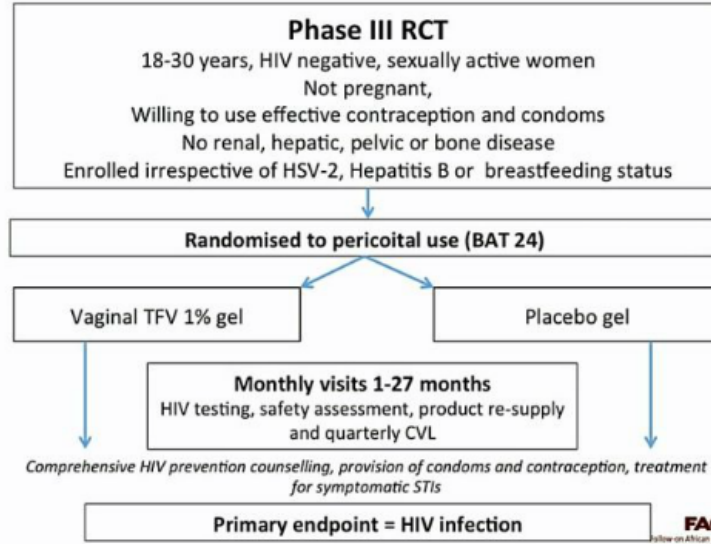 Phase III RCT
18-30 years, HIV negative, sexually active women
Not pregnant,
Willing to use effective contraception and condoms
No renal, hepatic, pelvic or bone disease
Enrolled irrespective of HSV-2, Hepatitis B or breastfeeding status
Randomised to pericoital use (BAT 24)
Vaginal TFV 1% gel
Placebo gel
Monthly visits 1-27 months
HIV testing, safety assessment, product re-supply
and quarterly CVL
Comprehensive HIV prevention counselling, provision of condoms and contraception, treatment
for symptomatic STIs
Primary endpoint = HIV infection
FA
follow-on African